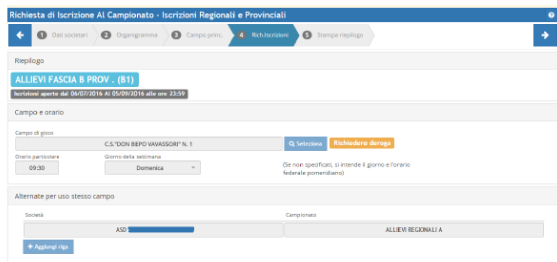 Richiesta di Iscrizione Al Campionato - Iscrizioni Regionali e Provinciali
1 Dati societari 2 Organigramma 3 Campo princ. 4 Rich.Iscrizioni 5 Stampa riepilogo
Riepilogo
ALLIEVI FASCIA B PROV . (B1)
Iscrizioni aperte dal 06/07/2016 Al 05/09/2016 alle ore 23:59
Campo e orario
Campo di gioco
C.S."DON BEPO VAVASSORI" N. 1
Seleziona
Richiedere deroga
Orario particolare
Giorno della settimana
09:30
Domenica
(Se non specificati, si intende il giorno e l'orario
federale pomeridiano)
Alternate per uso stesso campo
Società
Campionato
ASD
ALLIEVI REGIONALI A
+ Aggiungi riga